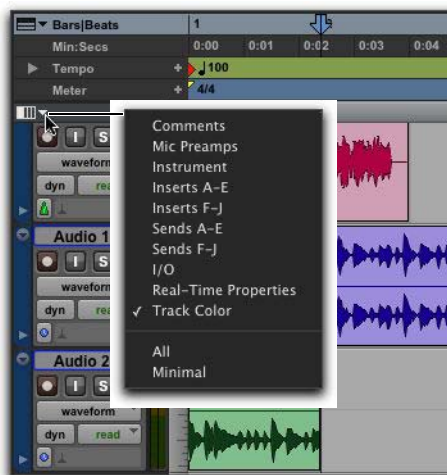 Bars|Beats 1
Min:Secs 0:00 0:01 0:02 0:03 0:04
Tempo + 100
Meter + 4/4
Comments
Mic Preamps
Instrument
Inserts A-E
Inserts F-J
Sends A-E
Sends F-J
I/O
Real-Time Properties
✓ Track Color
All
Minimal
I S
waveform
dyn
Audio 1
I S
waveform
dyn
Audio 2
I S
waveform
dyn read